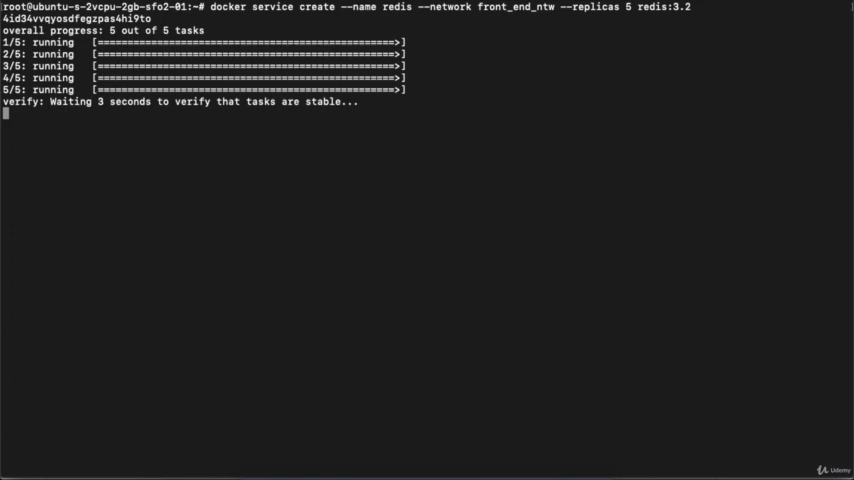 root@ubuntu-s-2vcpu-2gb-sfo2-01:~# docker service create --name redis --network front_end_ntw --replicas 5 redis:3.2
4id34vvqyosdfegzpas4hi9to
overall progress: 5 out of 5 tasks
1/5: running   [==================================================>]
2/5: running   [==================================================>]
3/5: running   [==================================================>]
4/5: running   [==================================================>]
5/5: running   [==================================================>]
verify: Waiting 3 seconds to verify that tasks are stable...
Udemy